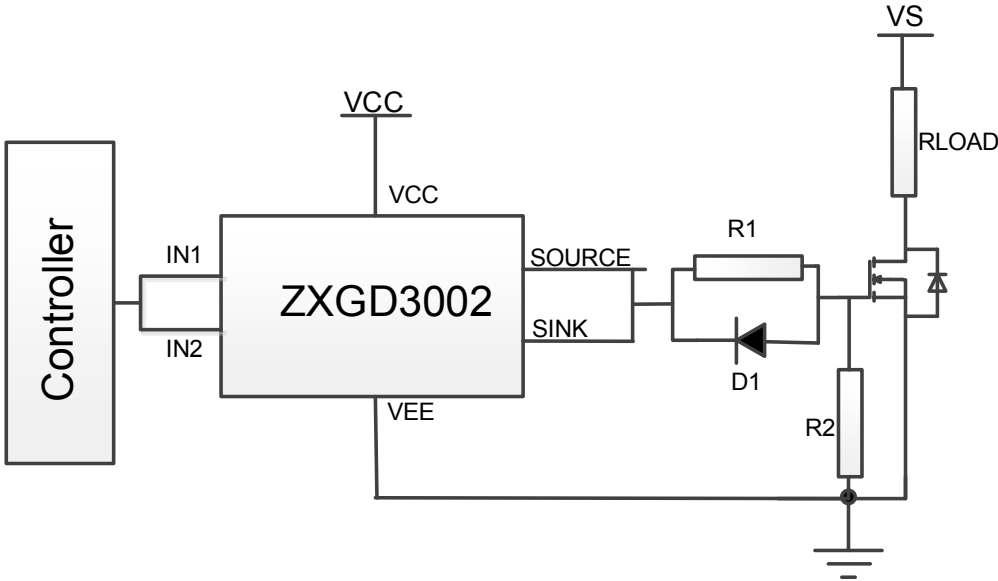 VS
VCC
RLOAD
VCC
R1
IN1
SOURCE
Controller
ZXGD3002
SINK
IN2
D1
VEE
R2